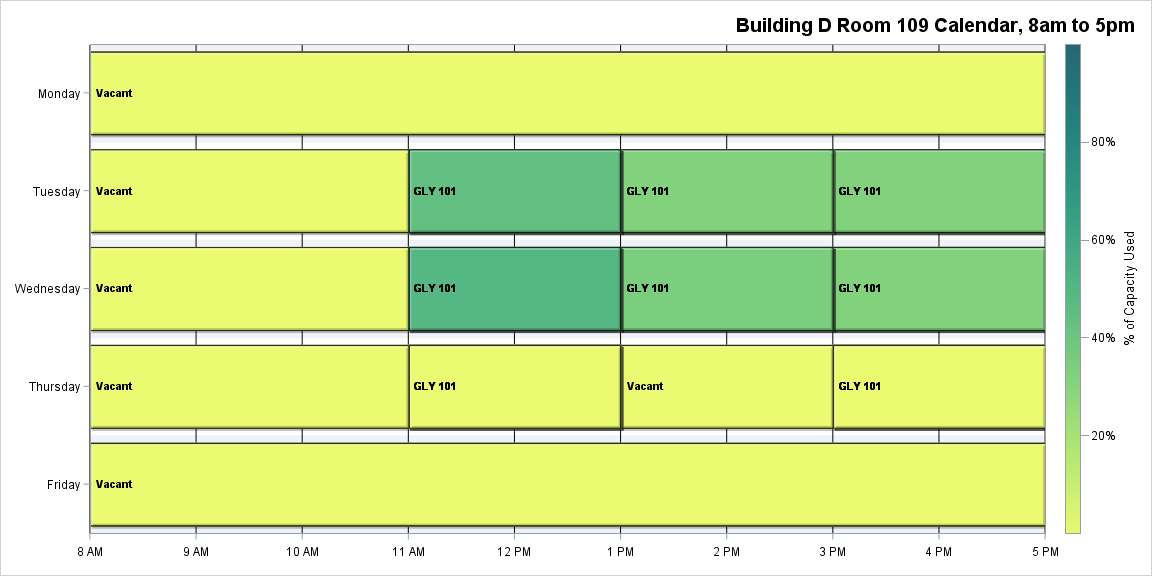 Building D Room 109 Calendar, 8am to 5pm
Monday
Vacant
Tuesday
Vacant
GLY 101
GLY 101
GLY 101
Wednesday
Vacant
GLY 101
GLY 101
GLY 101
Thursday
Vacant
GLY 101
Vacant
GLY 101
Friday
Vacant
8 AM
9 AM
10 AM
11 AM
12 PM
1 PM
2 PM
3 PM
4 PM
5 PM
80%
60%
40%
20%
% of Capacity Used